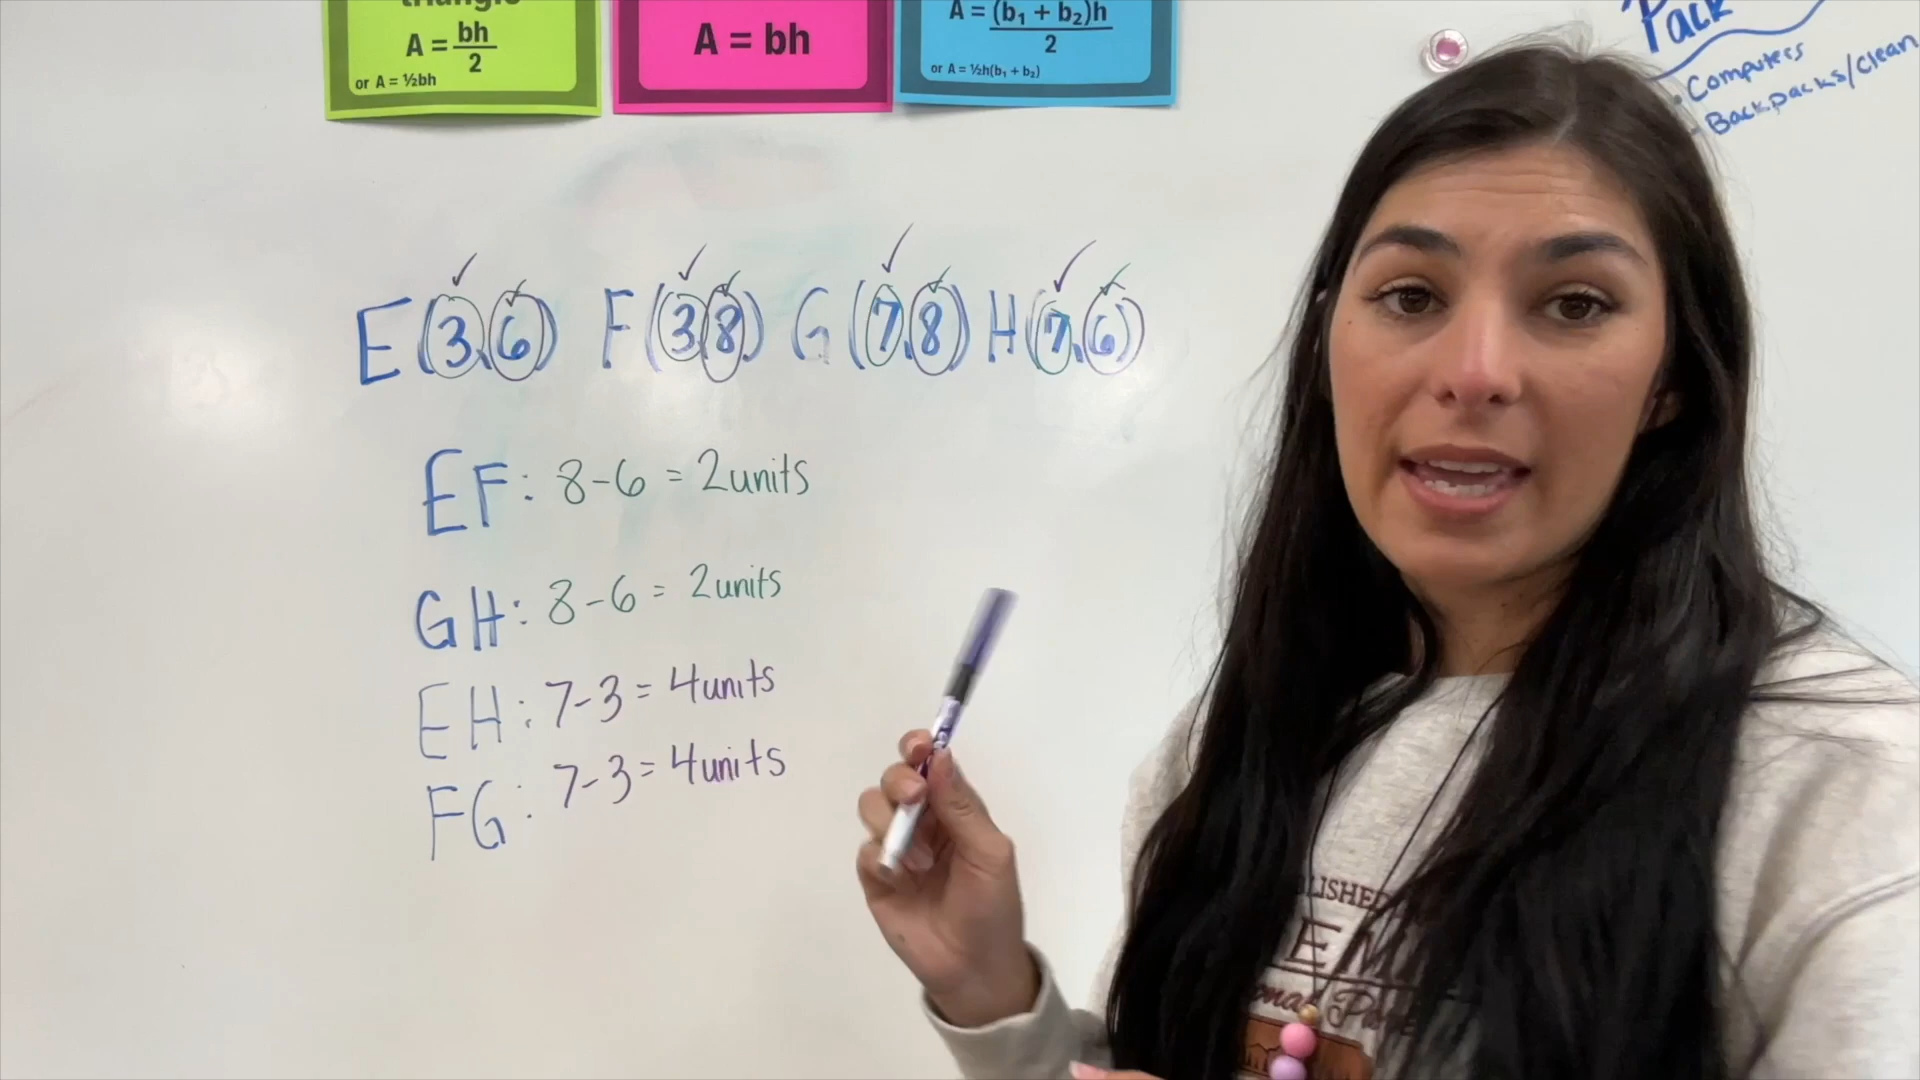 triangle
A = bh/2
or A = ½bh
A = bh
A = (b₁ + b₂)h/2
or A = ½h(b₁ + b₂)
Pack
• Computers
• Backpacks/clean
E(3,6) F(3,8) G(7,8) H(7,6)
EF: 8-6 = 2units
GH: 8-6 = 2units
EH: 7-3 = 4units
FG: 7-3 = 4units